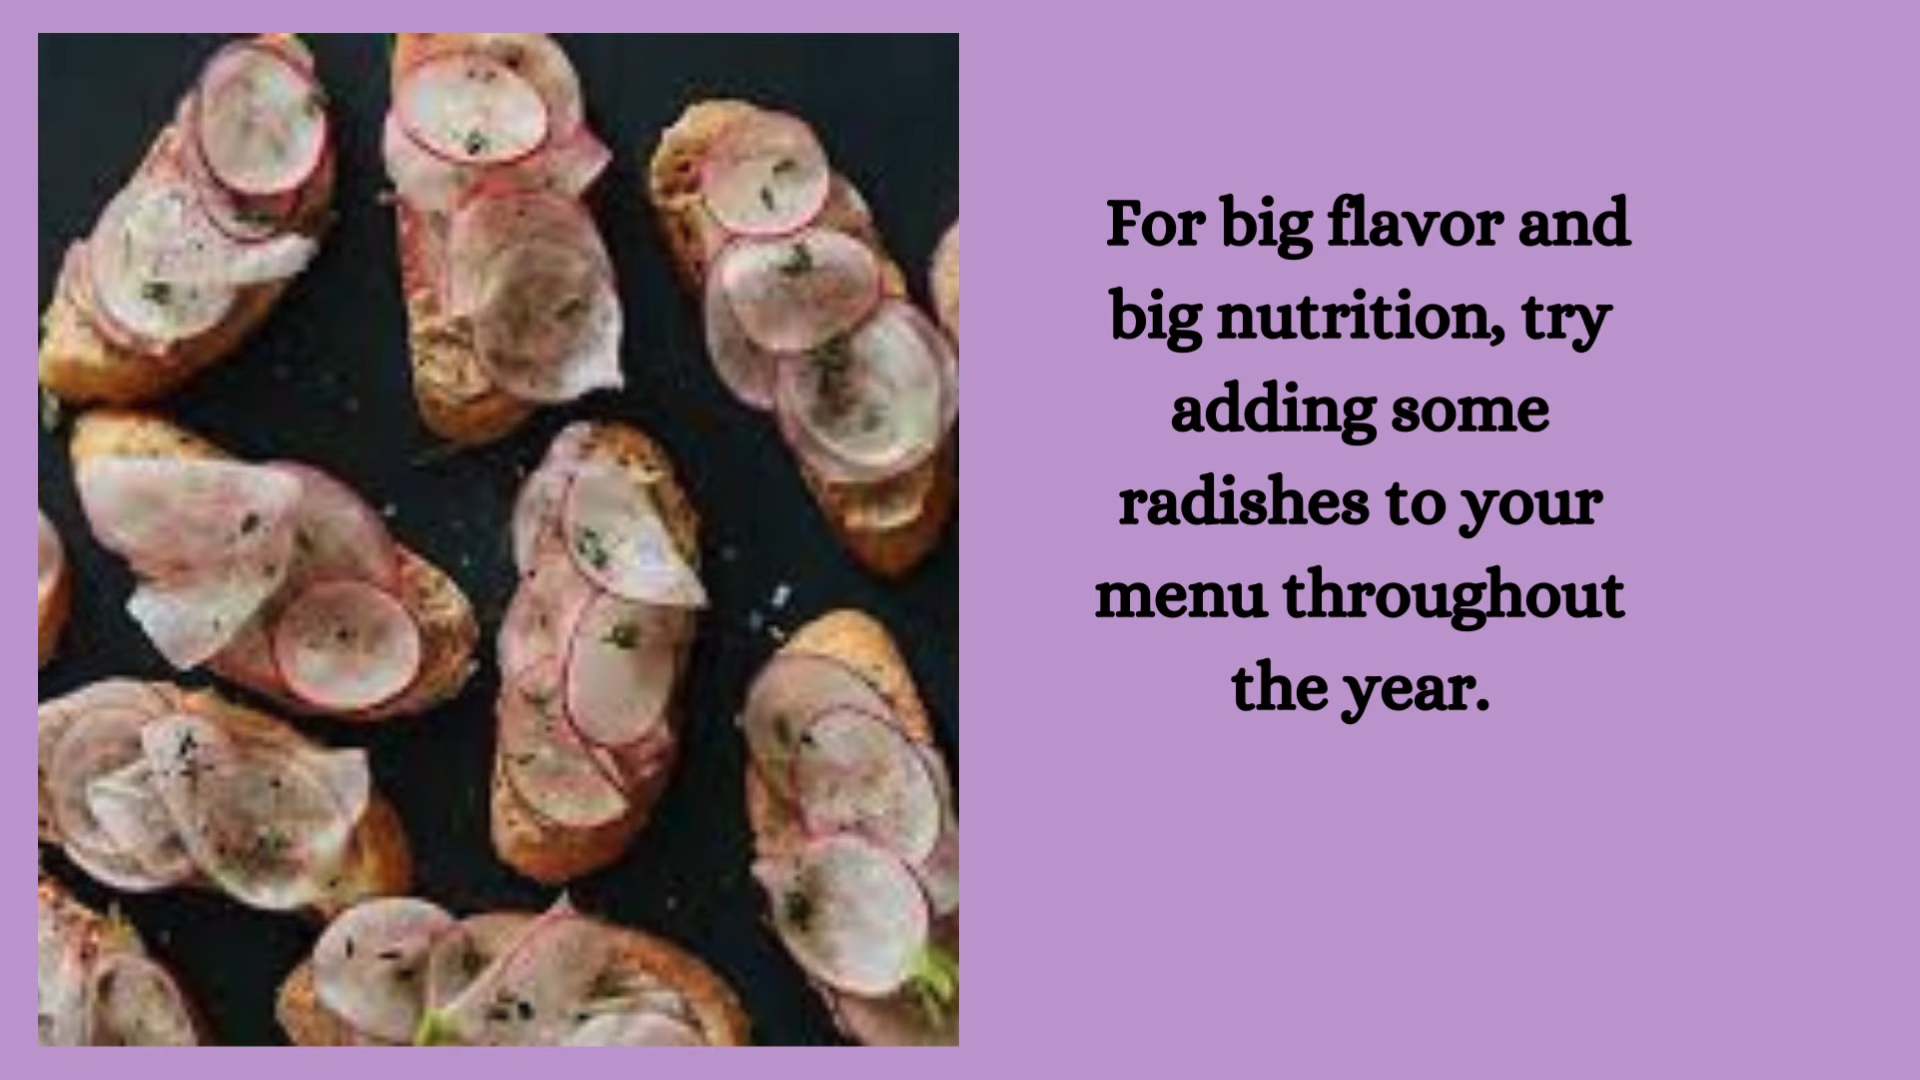 For big flavor and
big nutrition, try
adding some
radishes to your
menu throughout
the year.